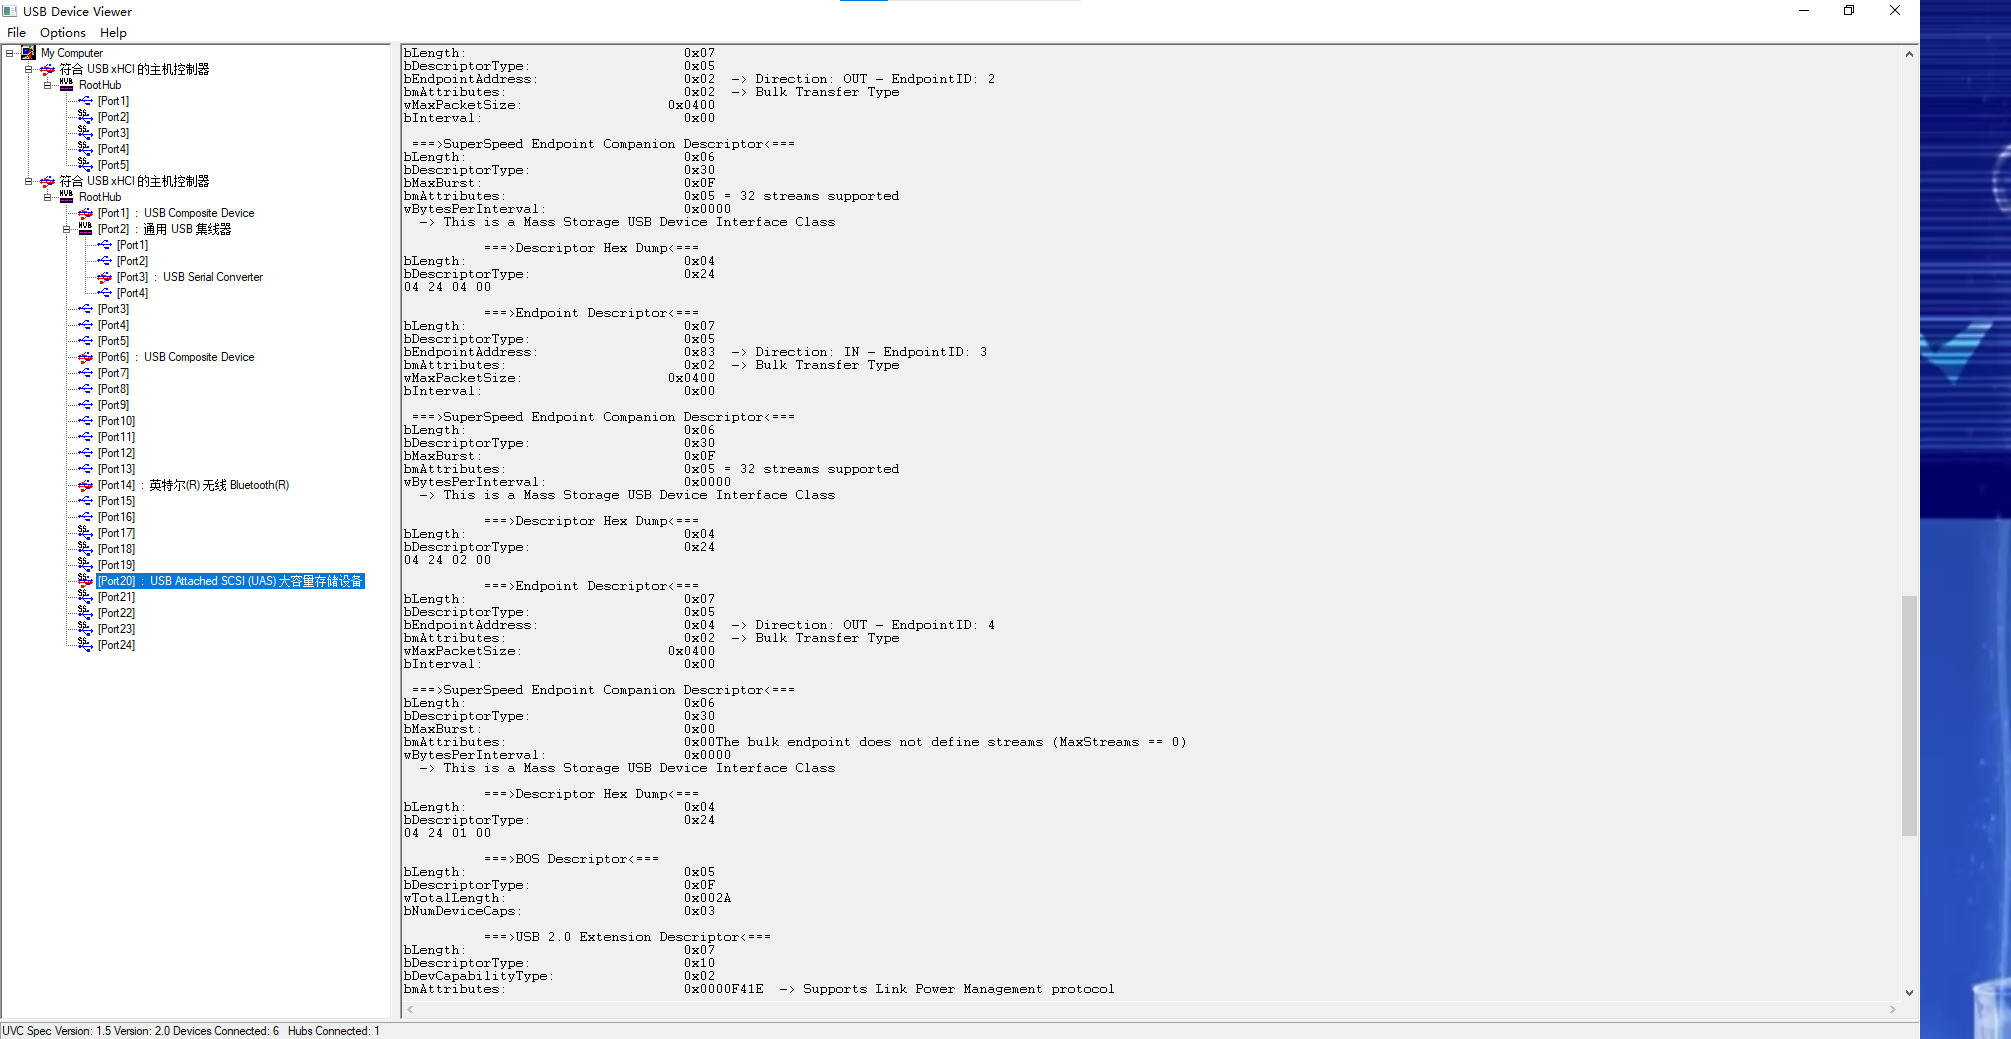 USB Device Viewer
File Options Help
My Computer
符合 USB xHCI 的主机控制器
RootHub
[Port1]
[Port2]
[Port3]
[Port4]
[Port5]
符合 USB xHCI 的主机控制器
RootHub
[Port1] : USB Composite Device
[Port2] : 通用 USB 集线器
[Port1]
[Port2]
[Port3] : USB Serial Converter
[Port4]
[Port3]
[Port4]
[Port5]
[Port6] : USB Composite Device
[Port7]
[Port8]
[Port9]
[Port10]
[Port11]
[Port12]
[Port13]
[Port14] : 英特尔(R) 无线 Bluetooth(R)
[Port15]
[Port16]
[Port17]
[Port18]
[Port19]
[Port20] : USB Attached SCSI (UAS) 大容量存储设备
[Port21]
[Port22]
[Port23]
[Port24]
bLength: 0x07
bDescriptorType: 0x05
bEndpointAddress: 0x02 -> Direction: OUT - EndpointID: 2
bmAttributes: 0x02 -> Bulk Transfer Type
wMaxPacketSize: 0x0400
bInterval: 0x00
===>SuperSpeed Endpoint Companion Descriptor<===
bLength: 0x06
bDescriptorType: 0x30
bMaxBurst: 0x0F
bmAttributes: 0x05 = 32 streams supported
wBytesPerInterval: 0x0000
-> This is a Mass Storage USB Device Interface Class
===>Descriptor Hex Dump<===
bLength: 0x04
bDescriptorType: 0x24
04 24 04 00
===>Endpoint Descriptor<===
bLength: 0x07
bDescriptorType: 0x05
bEndpointAddress: 0x83 -> Direction: IN - EndpointID: 3
bmAttributes: 0x02 -> Bulk Transfer Type
wMaxPacketSize: 0x0400
bInterval: 0x00
===>SuperSpeed Endpoint Companion Descriptor<===
bLength: 0x06
bDescriptorType: 0x30
bMaxBurst: 0x0F
bmAttributes: 0x05 = 32 streams supported
wBytesPerInterval: 0x0000
-> This is a Mass Storage USB Device Interface Class
===>Descriptor Hex Dump<===
bLength: 0x04
bDescriptorType: 0x24
04 24 02 00
===>Endpoint Descriptor<===
bLength: 0x07
bDescriptorType: 0x05
bEndpointAddress: 0x04 -> Direction: OUT - EndpointID: 4
bmAttributes: 0x02 -> Bulk Transfer Type
wMaxPacketSize: 0x0400
bInterval: 0x00
===>SuperSpeed Endpoint Companion Descriptor<===
bLength: 0x06
bDescriptorType: 0x30
bMaxBurst: 0x00
bmAttributes: 0x00The bulk endpoint does not define streams (MaxStreams == 0)
wBytesPerInterval: 0x0000
-> This is a Mass Storage USB Device Interface Class
===>Descriptor Hex Dump<===
bLength: 0x04
bDescriptorType: 0x24
04 24 01 00
===>BOS Descriptor<===
bLength: 0x05
bDescriptorType: 0x0F
wTotalLength: 0x002A
bNumDeviceCaps: 0x03
===>USB 2.0 Extension Descriptor<===
bLength: 0x07
bDescriptorType: 0x10
bDevCapabilityType: 0x02
bmAttributes: 0x0000F41E -> Supports Link Power Management protocol
UVC Spec Version: 1.5 Version: 2.0 Devices Connected: 6 Hubs Connected: 1